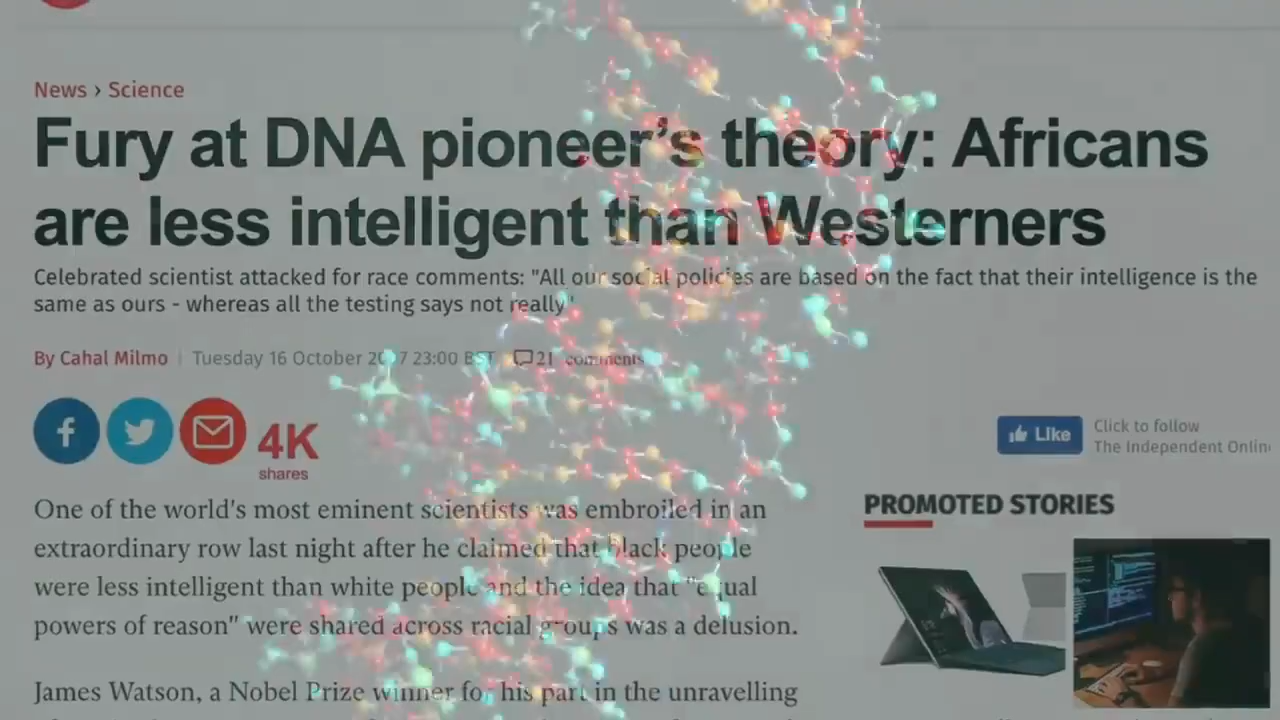 News › Science
Fury at DNA pioneer's theory: Africans
are less intelligent than Westerners
Celebrated scientist attacked for race comments: "All our social policies are based on the fact that their intelligence is the
same as ours - whereas all the testing says not really"
By Cahal Milmo | Tuesday 16 October 2007 23:00 BST 21 comments
4K
shares
Like
Click to follow
The Independent Onlin
One of the world's most eminent scientists was embroiled in an
extraordinary row last night after he claimed that black people
were less intelligent than white people and the idea that "equal
powers of reason" were shared across racial groups was a delusion.
PROMOTED STORIES
James Watson, a Nobel Prize winner for his part in the unravelling